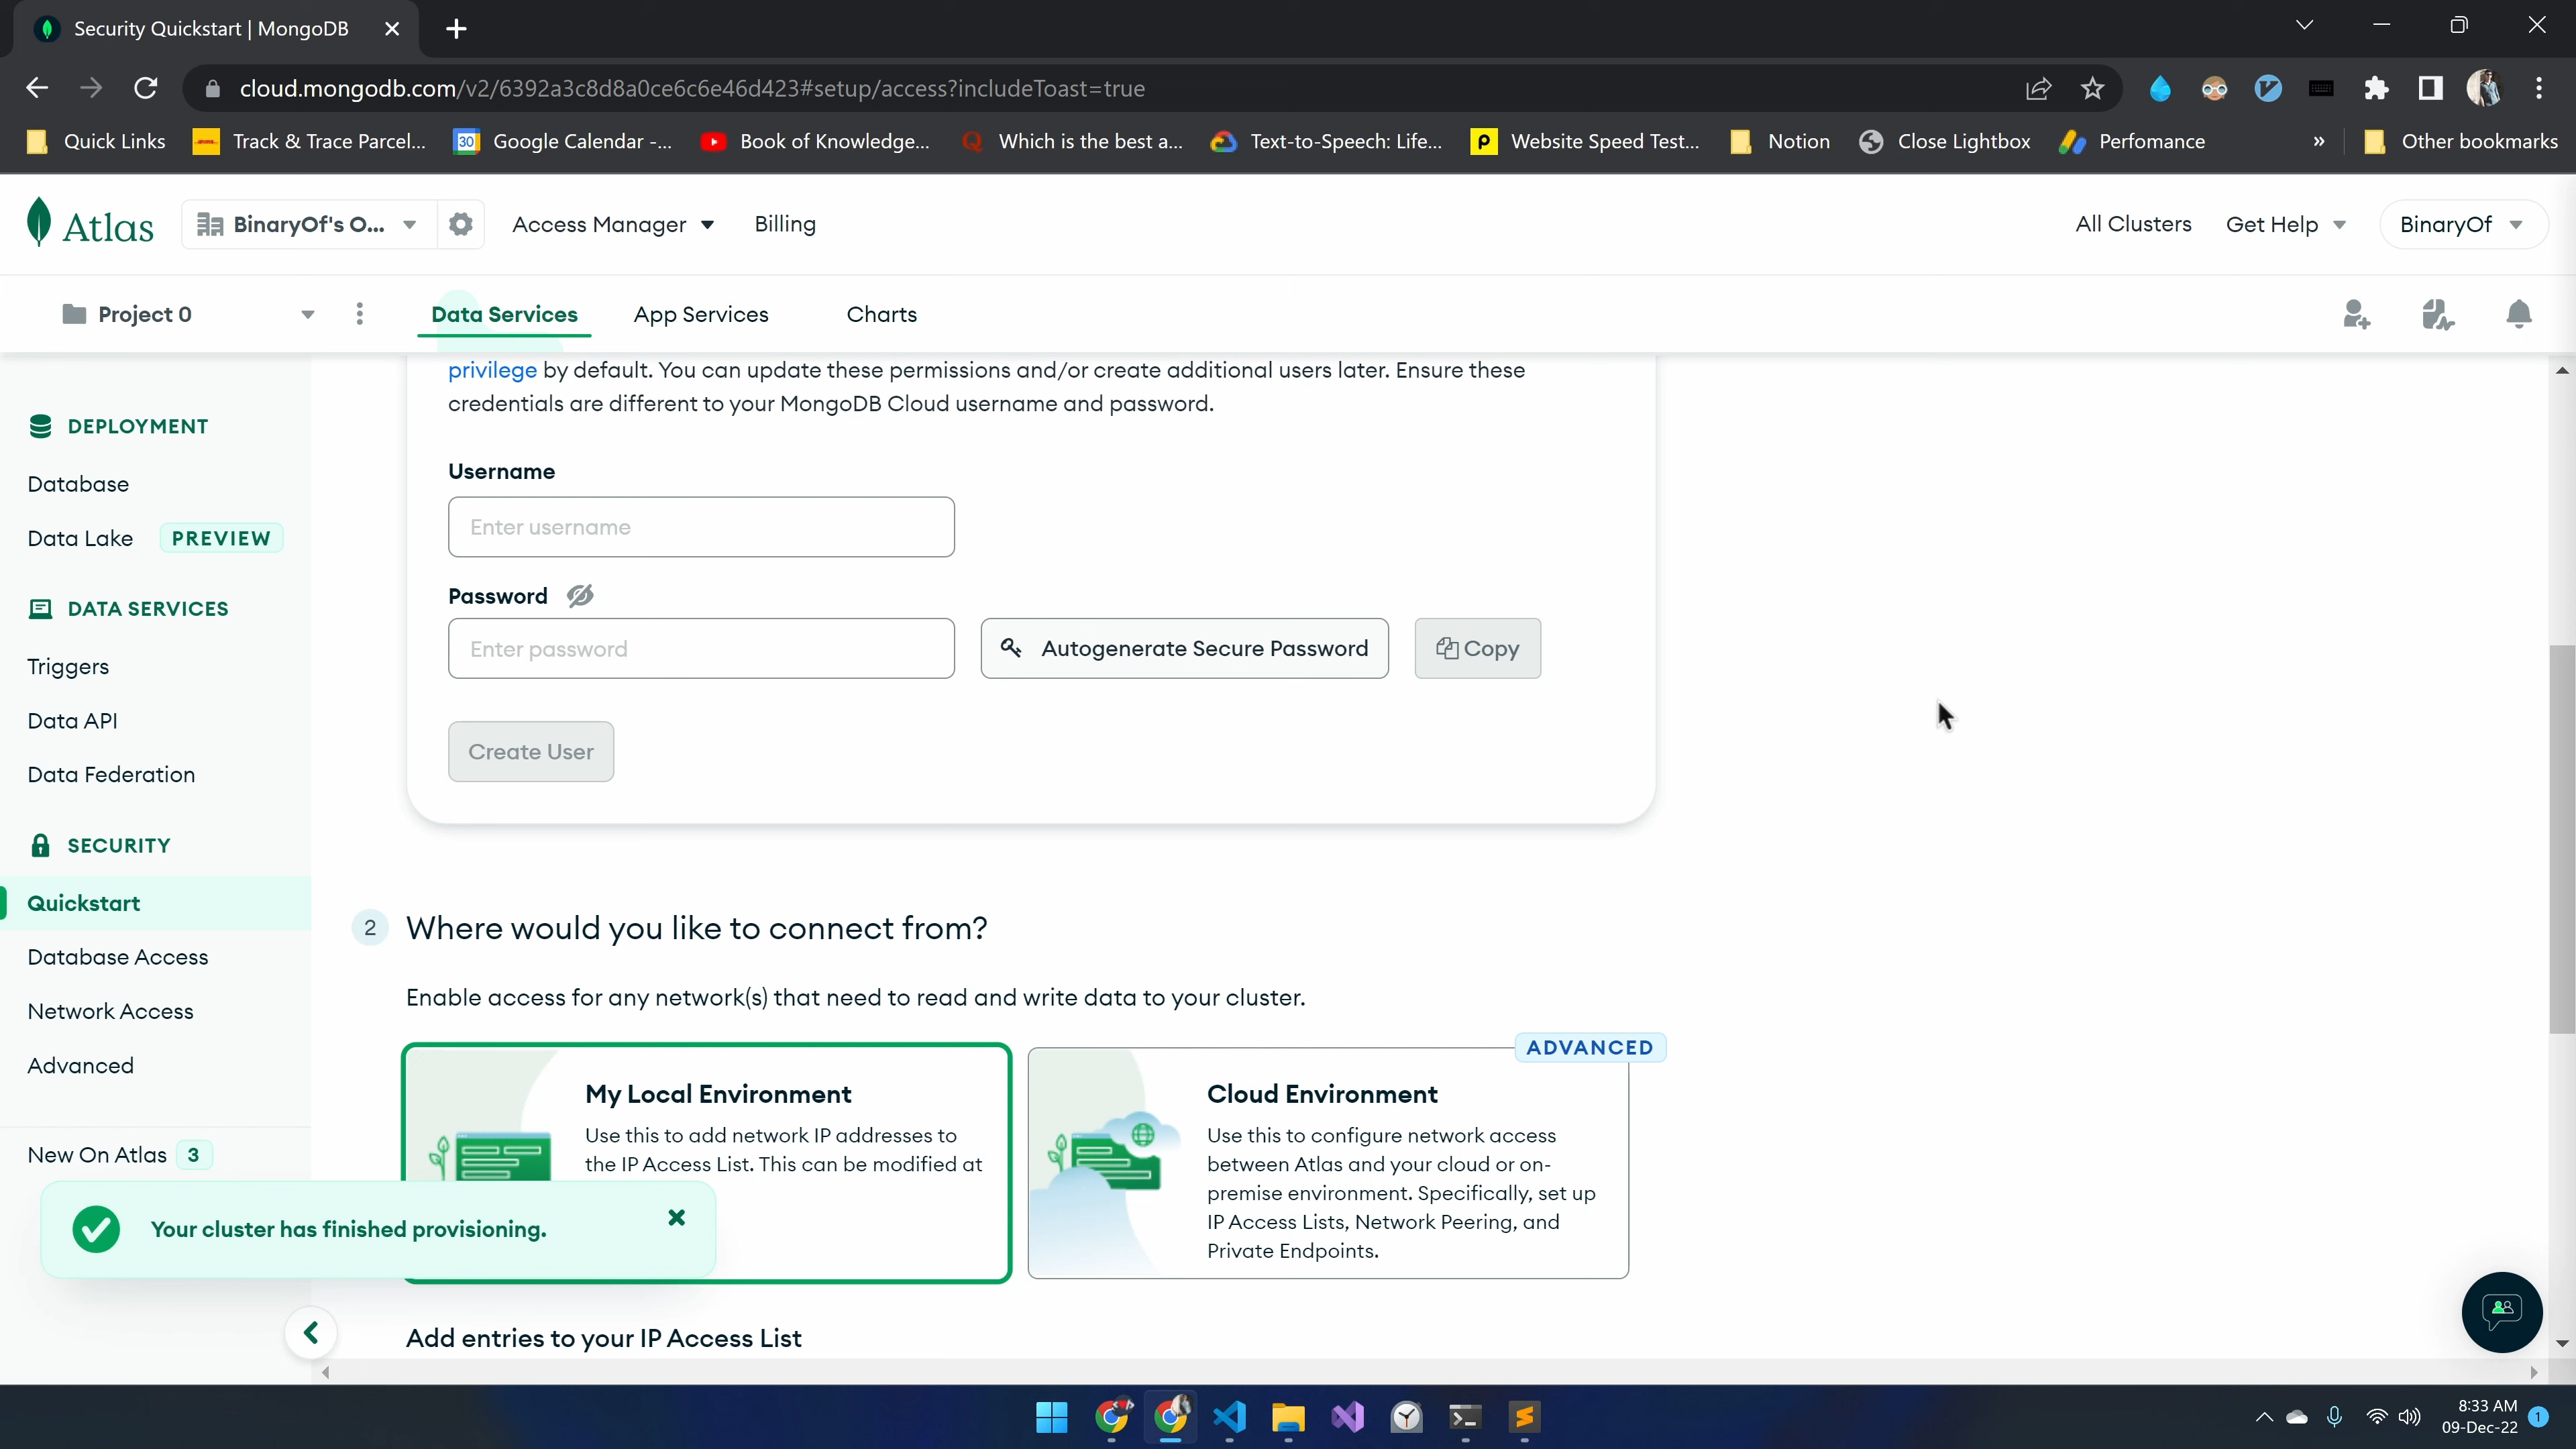 Security Quickstart | MongoDB
cloud.mongodb.com/v2/6392a3c8d8a0ce6c6e46d423#setup/access?includeToast=true
Quick Links
Track & Trace Parcel...
30
Google Calendar -...
Book of Knowledge...
Which is the best a...
Text-to-Speech: Life...
Website Speed Test...
Notion
Close Lightbox
Perfomance
»
Other bookmarks
Atlas
BinaryOf's O...
Access Manager
Billing
All Clusters
Get Help
BinaryOf
Project 0
Data Services
App Services
Charts
DEPLOYMENT
Database
Data Lake PREVIEW
DATA SERVICES
Triggers
Data API
Data Federation
SECURITY
Quickstart
Database Access
Network Access
Advanced
New On Atlas 3
privilege by default. You can update these permissions and/or create additional users later. Ensure these
credentials are different to your MongoDB Cloud username and password.
Username
Enter username
Password
Enter password
Autogenerate Secure Password
Copy
Create User
2 Where would you like to connect from?
Enable access for any network(s) that need to read and write data to your cluster.
My Local Environment
Use this to add network IP addresses to
the IP Access List. This can be modified at
ADVANCED
Cloud Environment
Use this to configure network access
between Atlas and your cloud or on-
premise environment. Specifically, set up
IP Access Lists, Network Peering, and
Private Endpoints.
Your cluster has finished provisioning.
Add entries to your IP Access List
8:33 AM
09-Dec-22
1